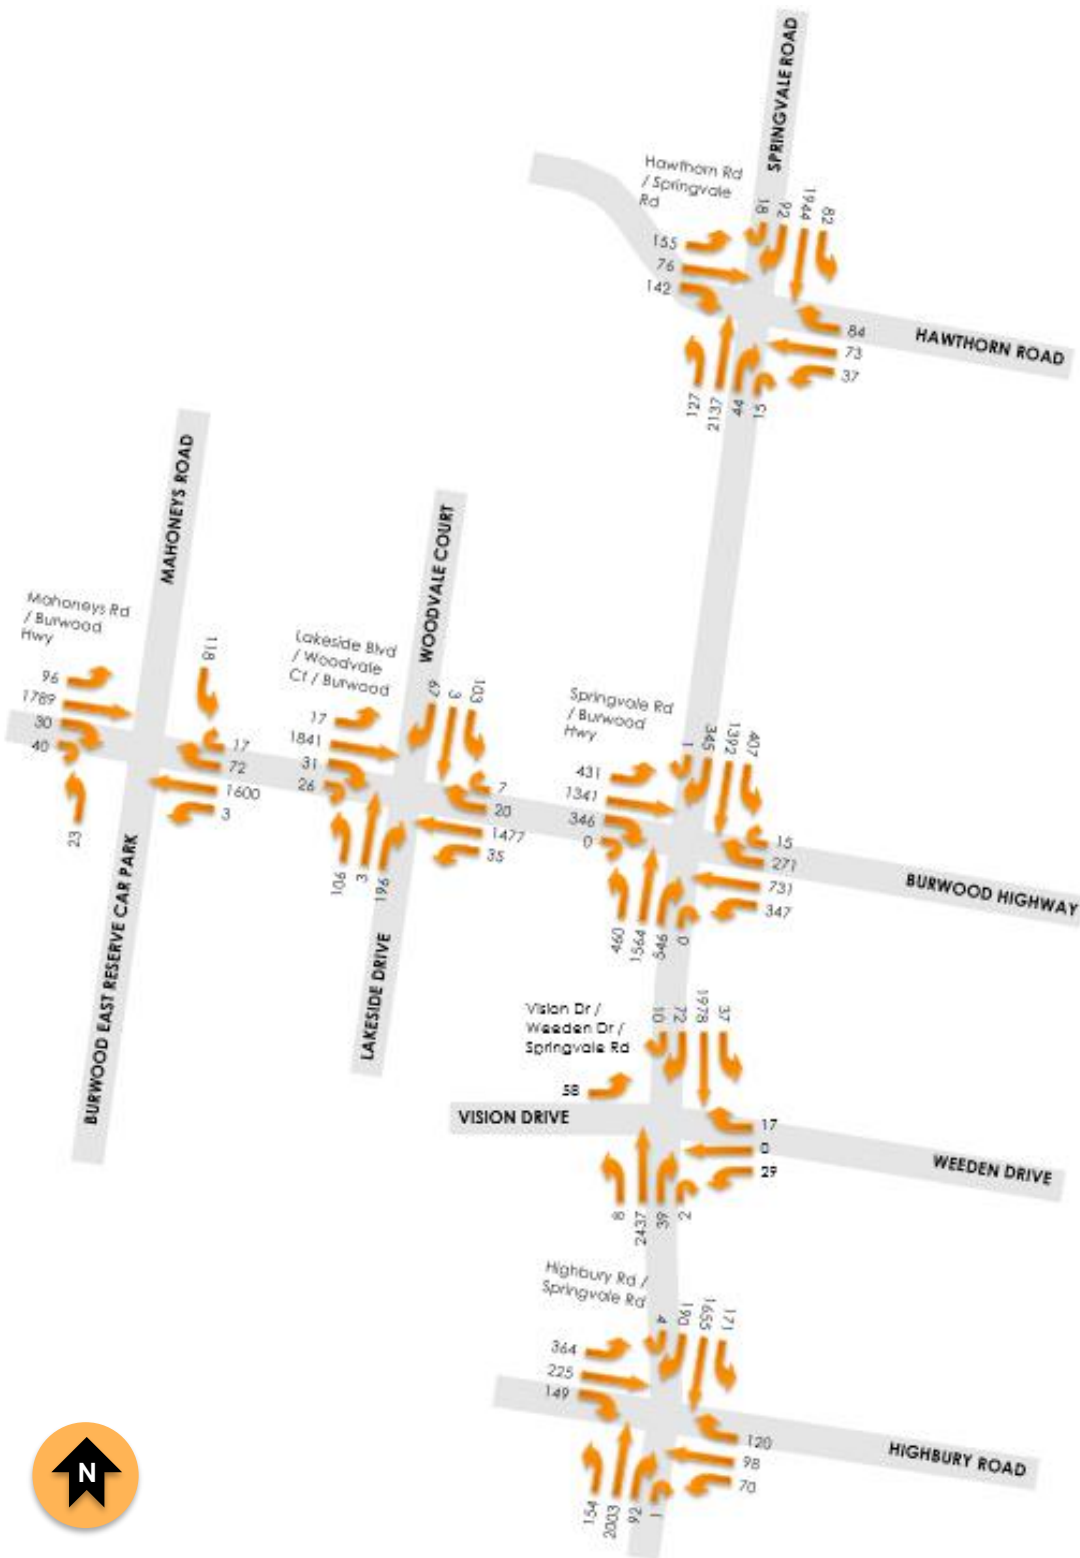 SPRINGVALE ROAD
Hawthorn Rd
/ Springvale
Rd
18
92
1944
82
155
76
142
84
73
37
HAWTHORN ROAD
127
2137
44
15
MAHONEYS ROAD
WOODVALE COURT
Mahoneys Rd
/ Burwood
Hwy
96
1789
30
40
118
17
72
1600
3
23
BURWOOD EAST RESERVE CAR PARK
Lakeside Blvd
/ Woodvale
Ct / Burwood
67
3
103
17
1841
31
26
7
20
1477
35
106
3
196
LAKESIDE DRIVE
Springvale Rd
/ Burwood
Hwy
1
345
1392
407
431
1341
346
0
15
271
731
347
BURWOOD HIGHWAY
460
1564
546
0
Vision Dr /
Weeden Dr /
Springvale Rd
10
72
1978
37
58
VISION DRIVE
17
0
29
WEEDEN DRIVE
8
2437
39
2
Highbury Rd /
Springvale Rd
4
190
1655
171
364
225
149
120
98
70
HIGHBURY ROAD
154
2003
92
1
N